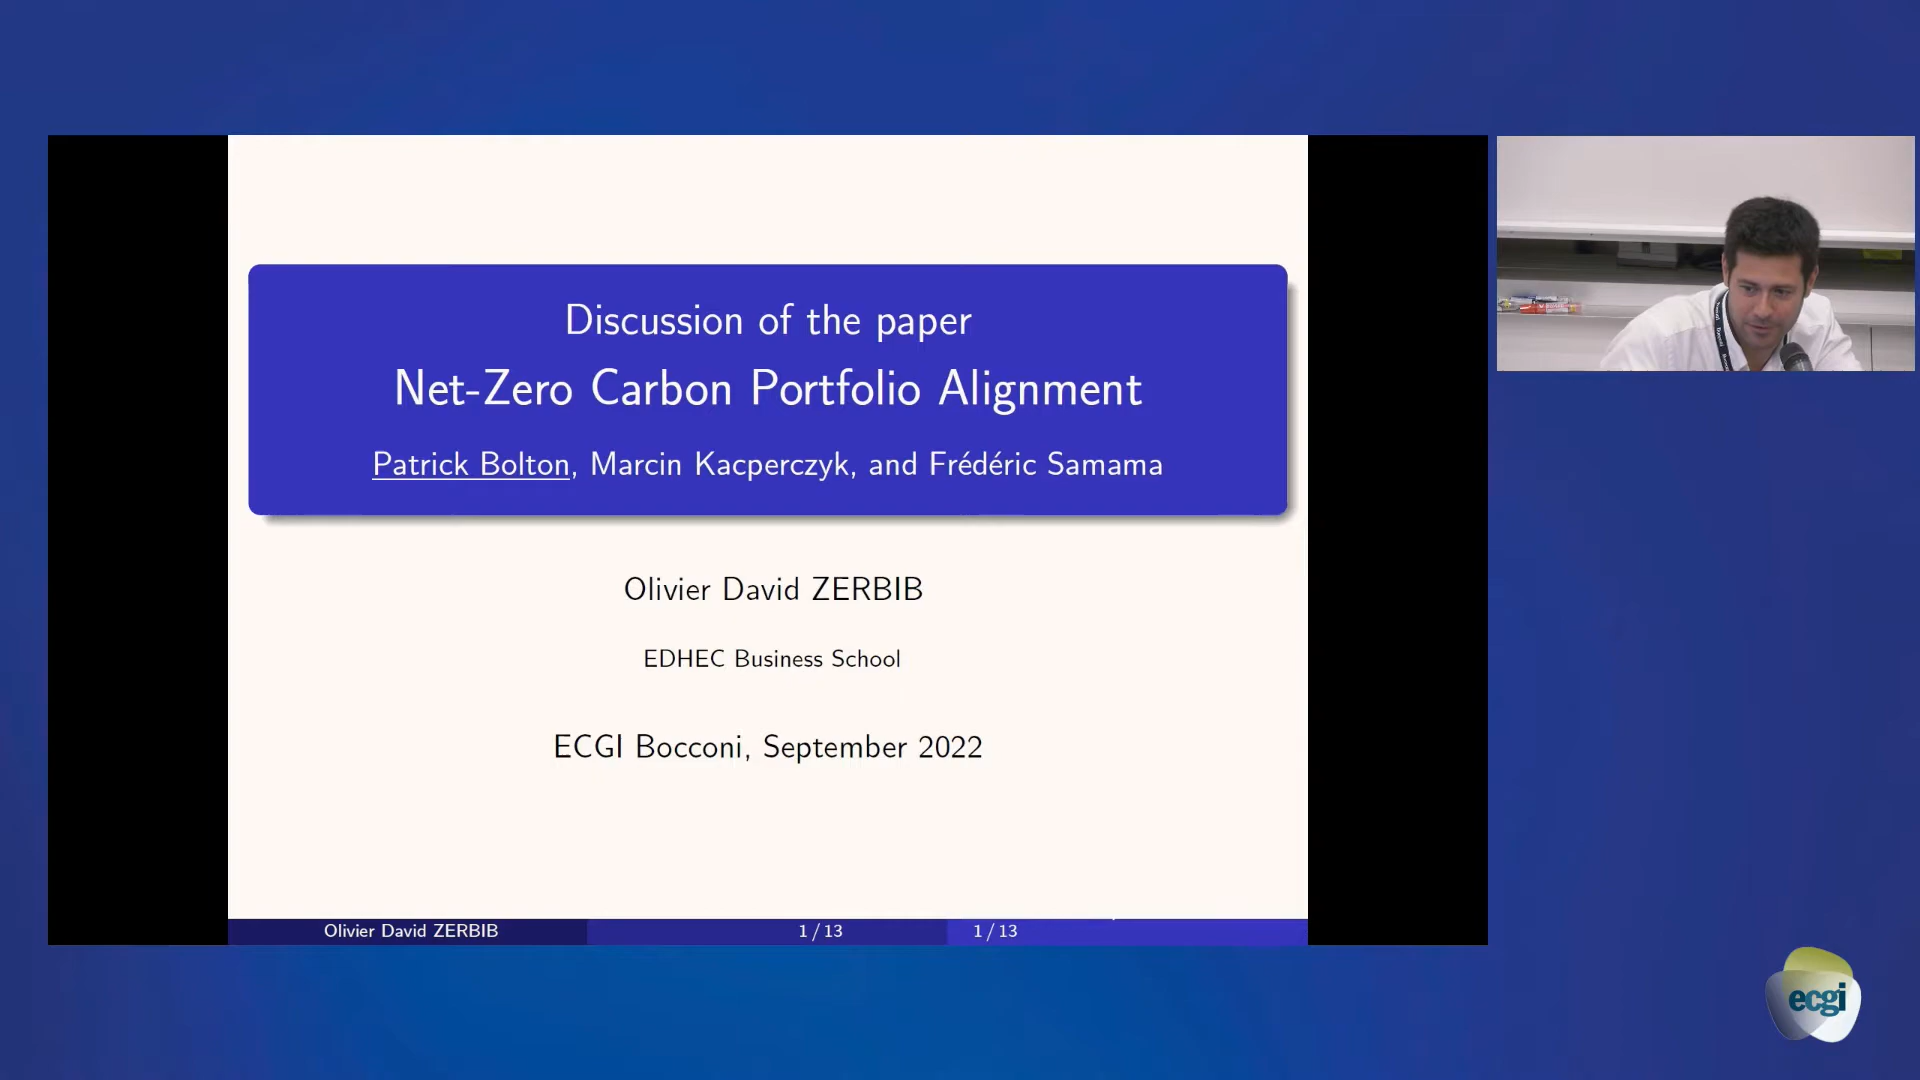 Discussion of the paper
Net-Zero Carbon Portfolio Alignment
Patrick Bolton, Marcin Kacperczyk, and Frédéric Samama
Olivier David ZERBIB
EDHEC Business School
ECGI Bocconi, September 2022
Olivier David ZERBIB 1 / 13 1 / 13
ecgi